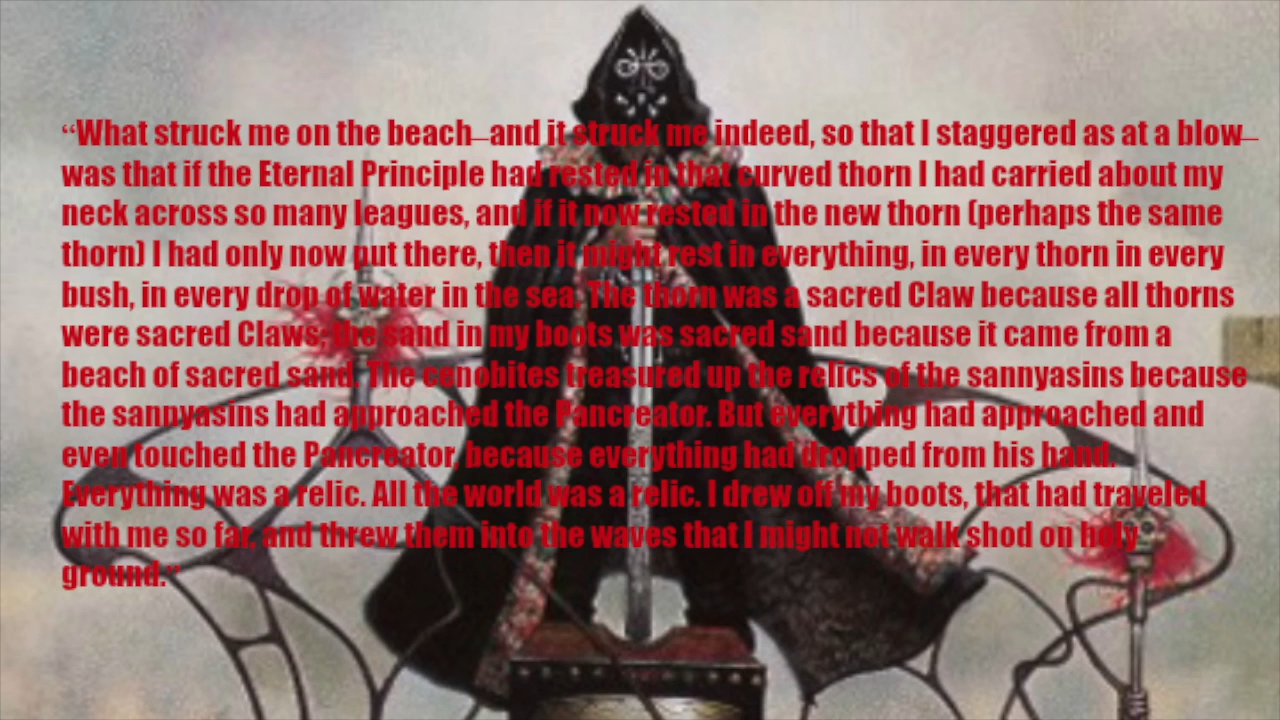 “What struck me on the beach—and it struck me indeed, so that I staggered as at a blow—
was that if the Eternal Principle had rested in that curved thorn I had carried about my
neck across so many leagues, and if it now rested in the new thorn (perhaps the same
thorn) I had only now put there, then it might rest in everything, in every thorn in every
bush, in every drop of water in the sea. The thorn was a sacred Claw because all thorns
were sacred Claws; the sand in my boots was sacred sand because it came from a
beach of sacred sand. The cenobites treasured up the relics of the sannyasins because
the sannyasins had approached the Pancreator. But everything had approached and
even touched the Pancreator, because everything had dropped from his hand.
Everything was a relic. All the world was a relic. I drew off my boots, that had traveled
with me so far, and threw them into the waves that I might not walk shod on holy
ground.”